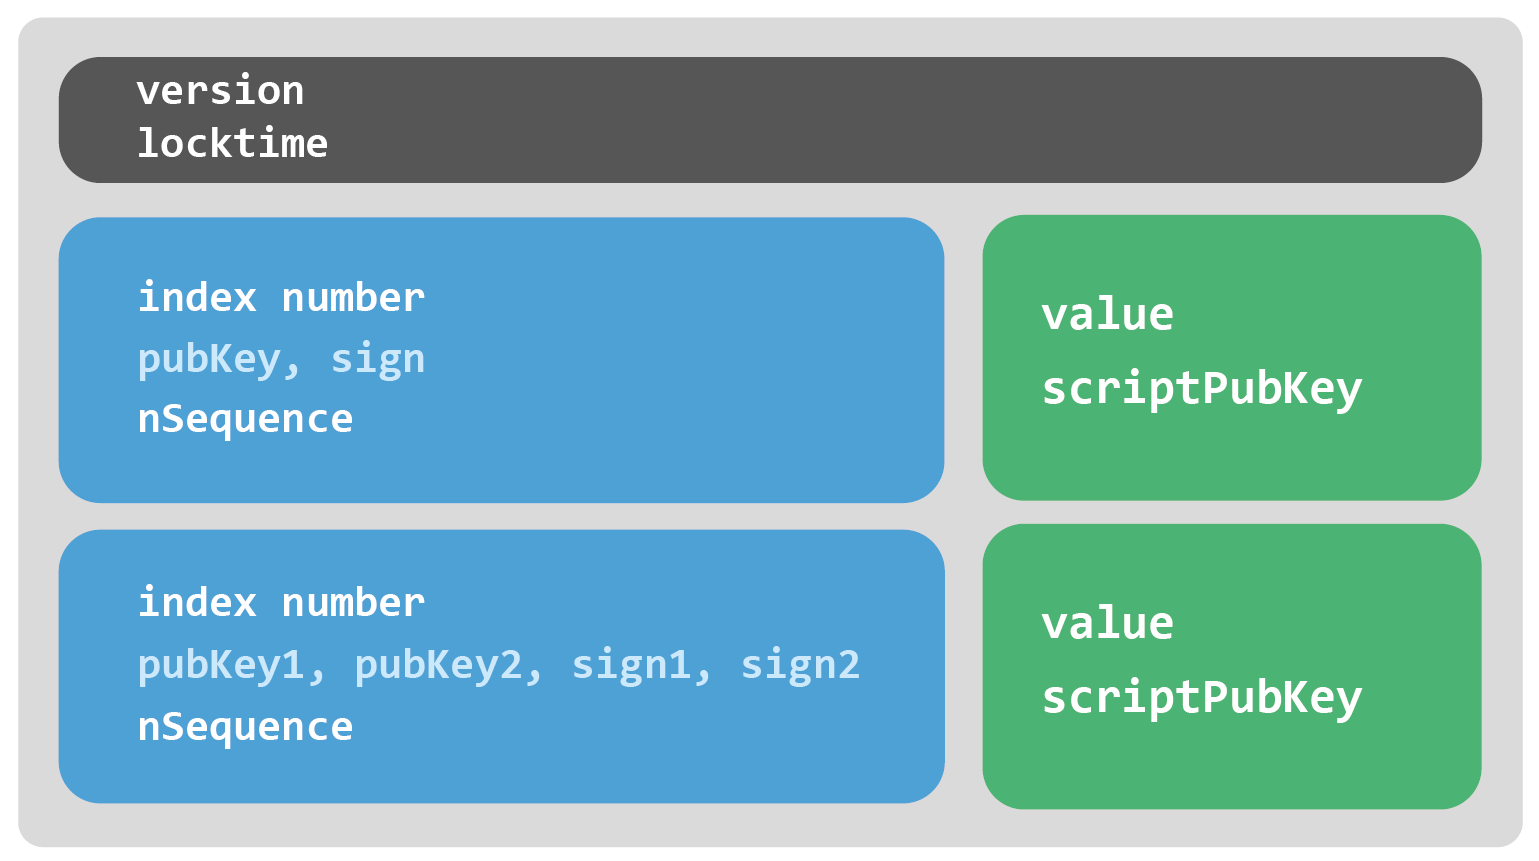 version
locktime
index number
pubKey, sign
nSequence
value
scriptPubKey
index number
pubKey1, pubKey2, sign1, sign2
nSequence
value
scriptPubKey